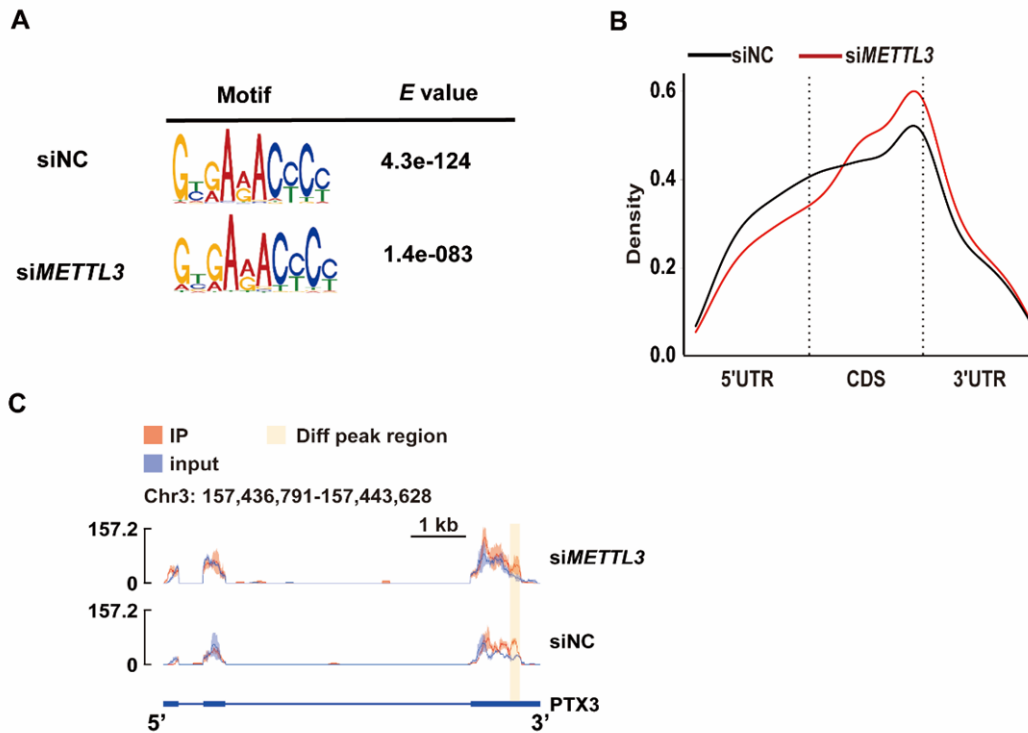 A
Motif
E value
siNC
4.3e-124
siMETTL3
1.4e-083
B
siNC
siMETTL3
0.6
0.4
0.2
0.0
Density
5'UTR
CDS
3'UTR
C
IP
Diff peak region
input
Chr3: 157,436,791-157,443,628
1 kb
157.2
0
siMETTL3
157.2
0
siNC
PTX3
5’
3’